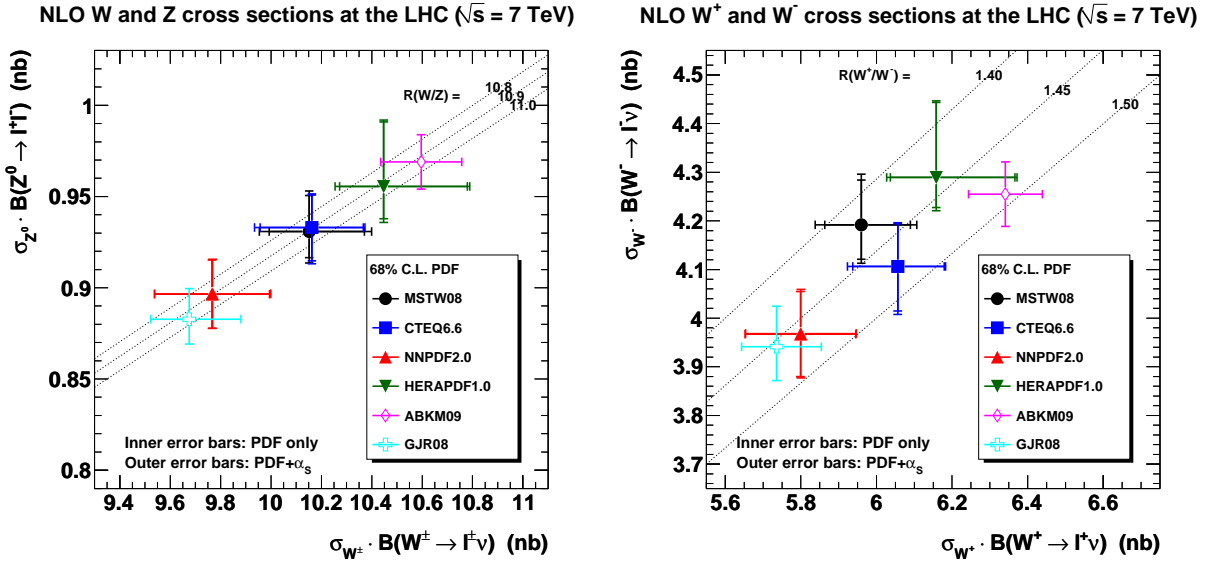 NLO W and Z cross sections at the LHC (√s = 7 TeV)
σ_Z⁰ · B(Z⁰ → l⁺l⁻) (nb)
1
0.95
0.9
0.85
0.8
R(W/Z) =
10.8
10.9
11.0
68% C.L. PDF
MSTW08
CTEQ6.6
NNPDF2.0
HERAPDF1.0
ABKM09
GJR08
Inner error bars: PDF only
Outer error bars: PDF+α_S
9.4 9.6 9.8 10 10.2 10.4 10.6 10.8 11
σ_W± · B(W± → l±ν) (nb)
NLO W⁺ and W⁻ cross sections at the LHC (√s = 7 TeV)
σ_W⁻ · B(W⁻ → l⁻ν) (nb)
4.5
4.4
4.3
4.2
4.1
4
3.9
3.8
3.7
R(W⁺/W⁻) =
1.40
1.45
1.50
68% C.L. PDF
MSTW08
CTEQ6.6
NNPDF2.0
HERAPDF1.0
ABKM09
GJR08
Inner error bars: PDF only
Outer error bars: PDF+α_S
5.6 5.8 6 6.2 6.4 6.6
σ_W⁺ · B(W⁺ → l⁺ν) (nb)